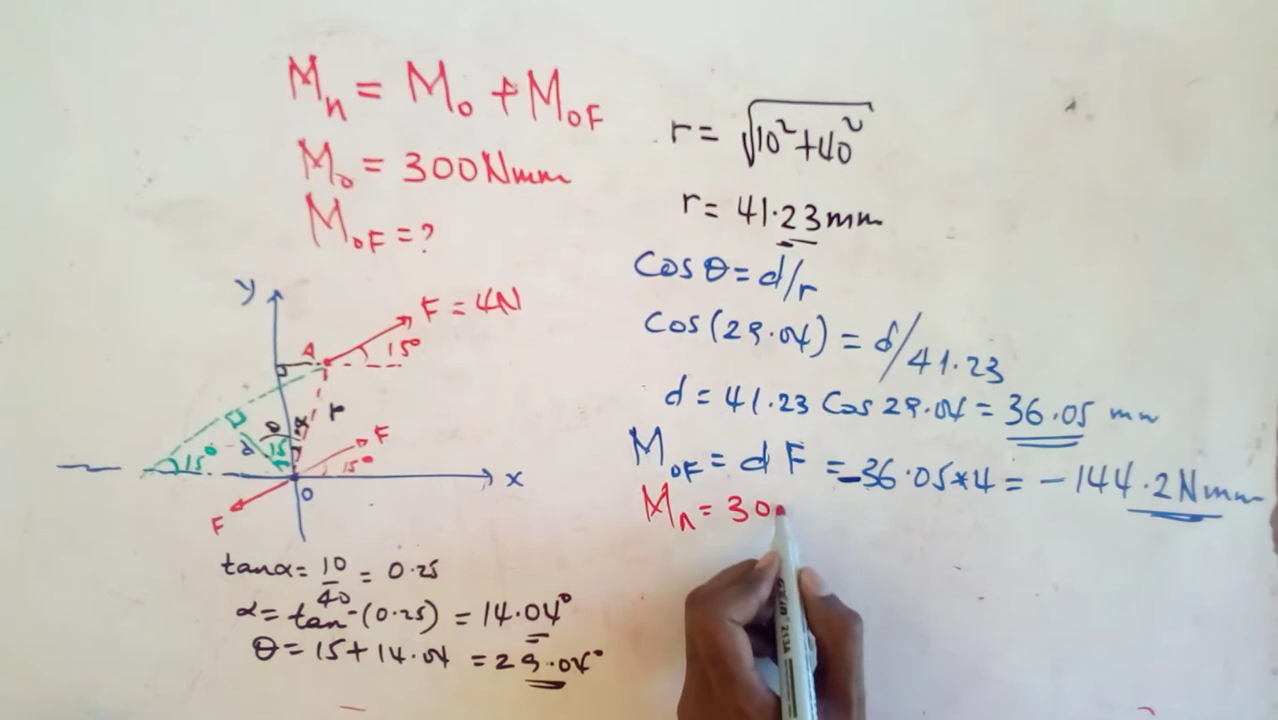 Mn = Mo + MoF
Mo = 300Nmm
MoF = ?
y
F = 4N
A
15°
θ
α
r
d
15
15°
F
15°
x
O
F
tanα = 10/40 = 0.25
α = tan⁻(0.25) = 14.04°
θ = 15 + 14.04 = 29.04°
r = √10² + 40²
r = 41.23mm
Cos θ = d/r
Cos(29.04) = d/41.23
d = 41.23 Cos 29.04 = 36.05 mm
MoF = d F = -36.05*4 = -144.2Nmm
Mn = 30